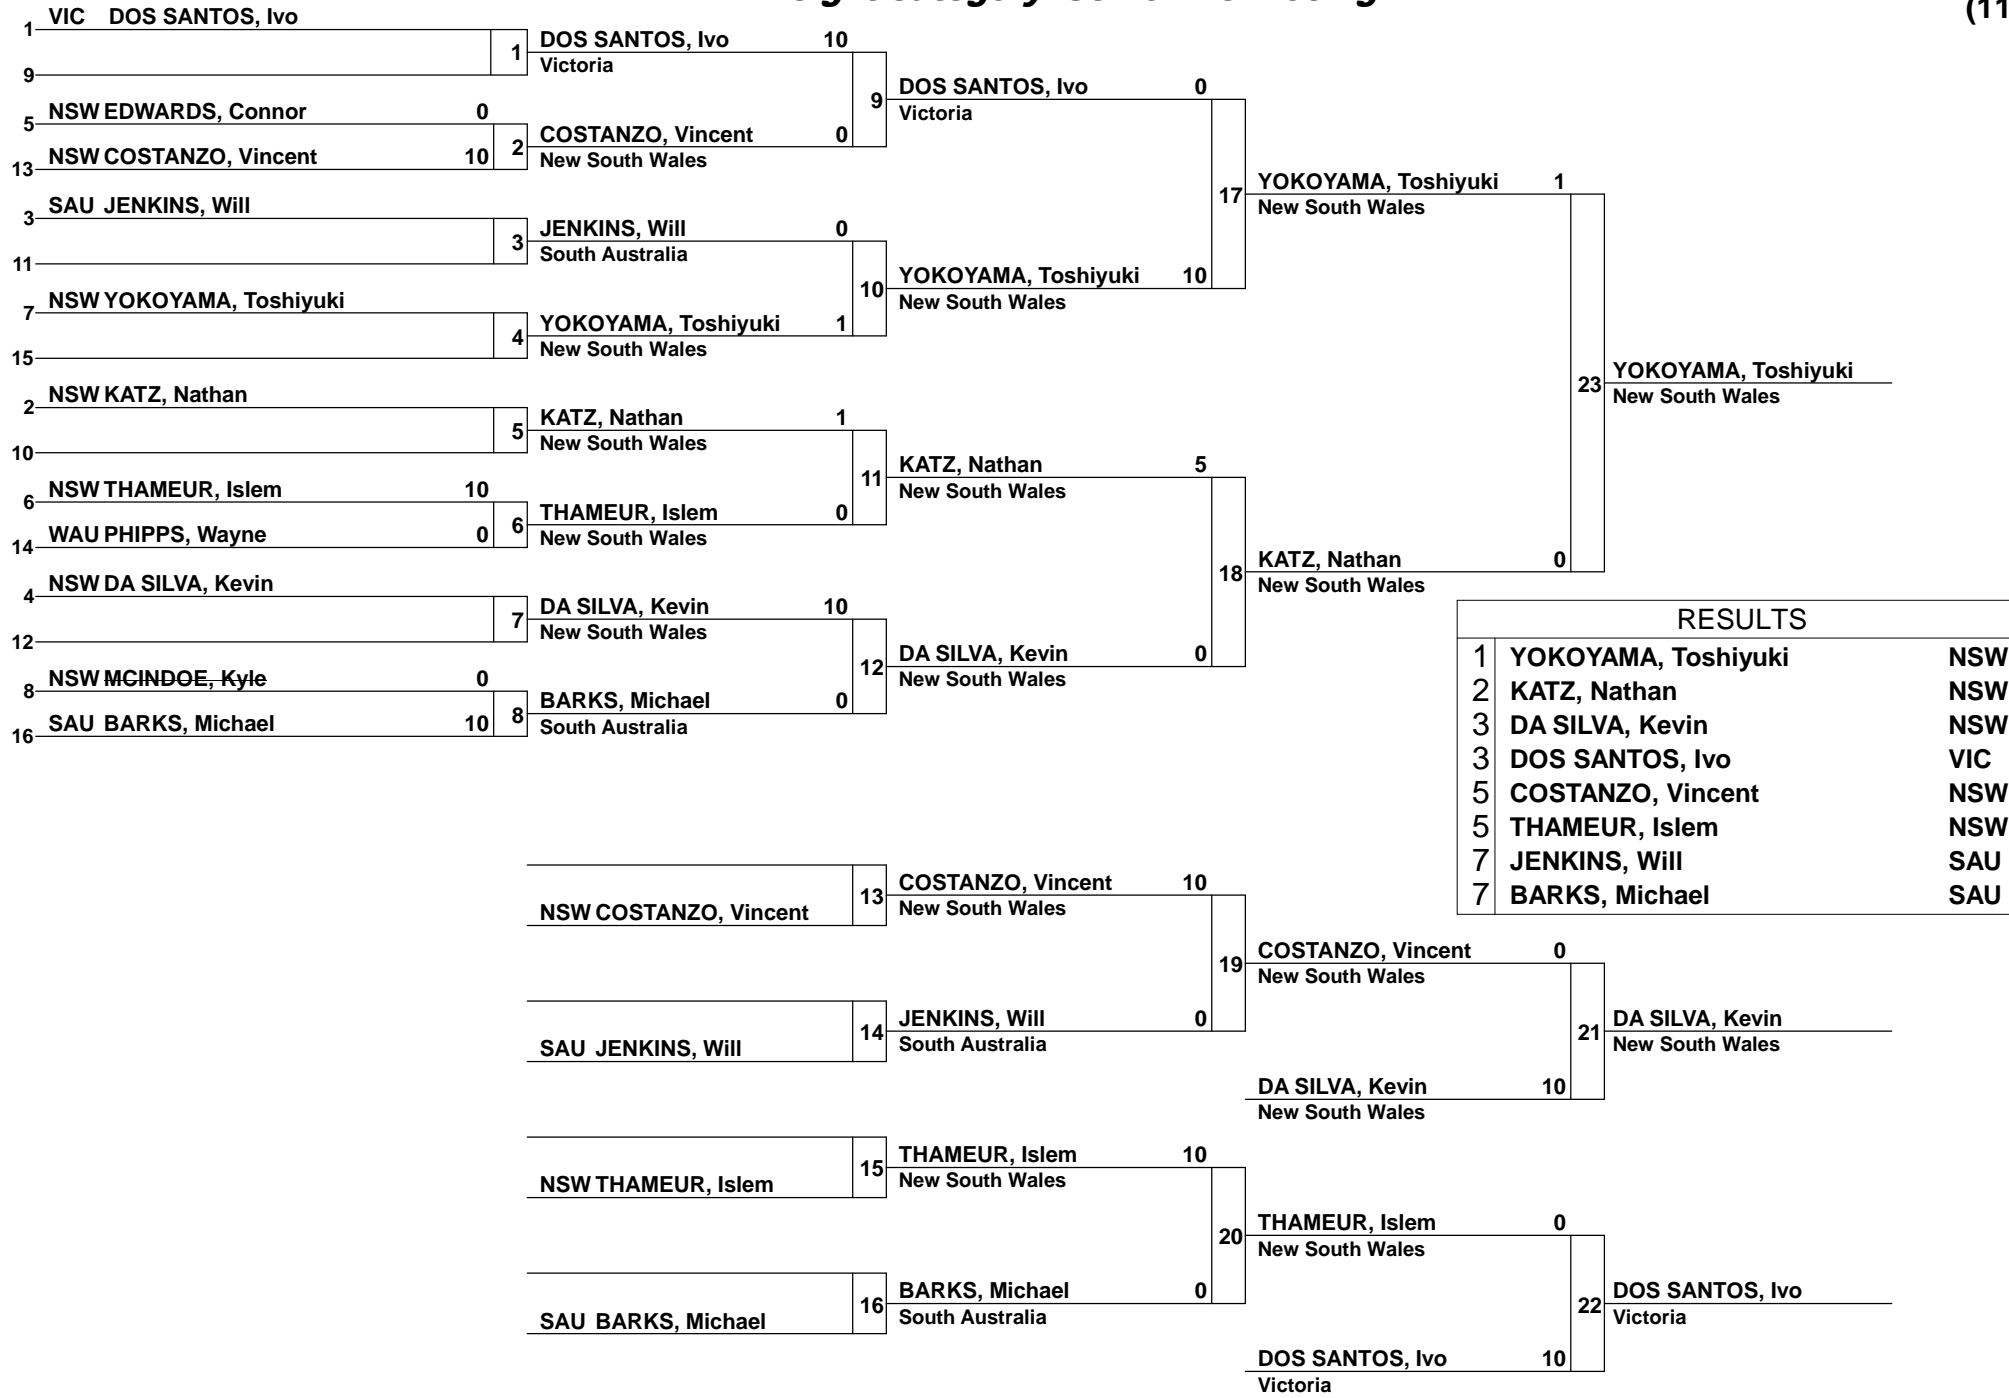 (11
1 VIC DOS SANTOS, Ivo
9
1
DOS SANTOS, Ivo 10
Victoria
5 NSW EDWARDS, Connor 0
13 NSW COSTANZO, Vincent 10
2
COSTANZO, Vincent 0
New South Wales
9
DOS SANTOS, Ivo 0
Victoria
3 SAU JENKINS, Will
11
3
JENKINS, Will 0
South Australia
7 NSW YOKOYAMA, Toshiyuki
15
4
YOKOYAMA, Toshiyuki 1
New South Wales
10
YOKOYAMA, Toshiyuki 10
New South Wales
17
YOKOYAMA, Toshiyuki 1
New South Wales
2 NSW KATZ, Nathan
10
5
KATZ, Nathan 1
New South Wales
6 NSW THAMEUR, Islem 10
14 WAU PHIPPS, Wayne 0
6
THAMEUR, Islem 0
New South Wales
11
KATZ, Nathan 5
New South Wales
4 NSW DA SILVA, Kevin
12
7
DA SILVA, Kevin 10
New South Wales
8 NSW MCINDOE, Kyle 0
16 SAU BARKS, Michael 10
8
BARKS, Michael 0
South Australia
12
DA SILVA, Kevin 0
New South Wales
18
KATZ, Nathan 0
New South Wales
23
YOKOYAMA, Toshiyuki
New South Wales
RESULTS
1 YOKOYAMA, Toshiyuki NSW
2 KATZ, Nathan NSW
3 DA SILVA, Kevin NSW
3 DOS SANTOS, Ivo VIC
5 COSTANZO, Vincent NSW
5 THAMEUR, Islem NSW
7 JENKINS, Will SAU
7 BARKS, Michael SAU
NSW COSTANZO, Vincent
13
COSTANZO, Vincent 10
New South Wales
SAU JENKINS, Will
14
JENKINS, Will 0
South Australia
19
COSTANZO, Vincent 0
New South Wales
DA SILVA, Kevin 10
New South Wales
21
DA SILVA, Kevin
New South Wales
NSW THAMEUR, Islem
15
THAMEUR, Islem 10
New South Wales
SAU BARKS, Michael
16
BARKS, Michael 0
South Australia
20
THAMEUR, Islem 0
New South Wales
DOS SANTOS, Ivo 10
Victoria
22
DOS SANTOS, Ivo
Victoria